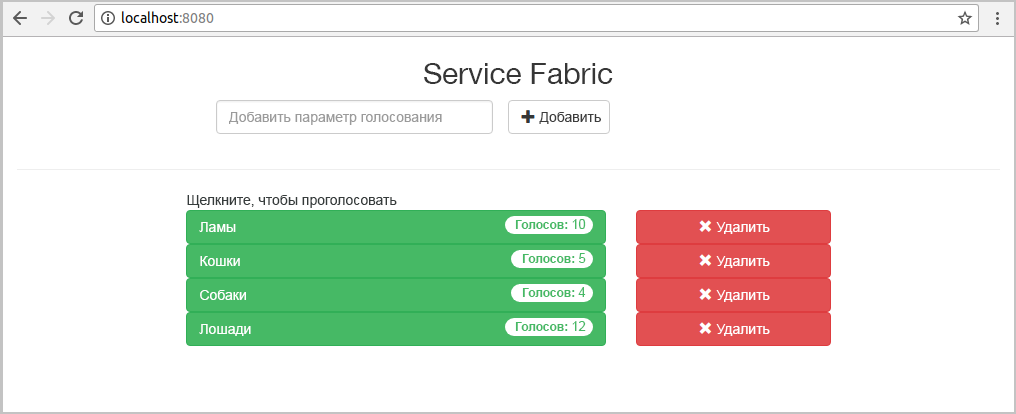 localhost:8080
Service Fabric
Добавить параметр голосования Добавить
Щелкните, чтобы проголосовать
Ламы Голосов: 10 Удалить
Кошки Голосов: 5 Удалить
Собаки Голосов: 4 Удалить
Лошади Голосов: 12 Удалить